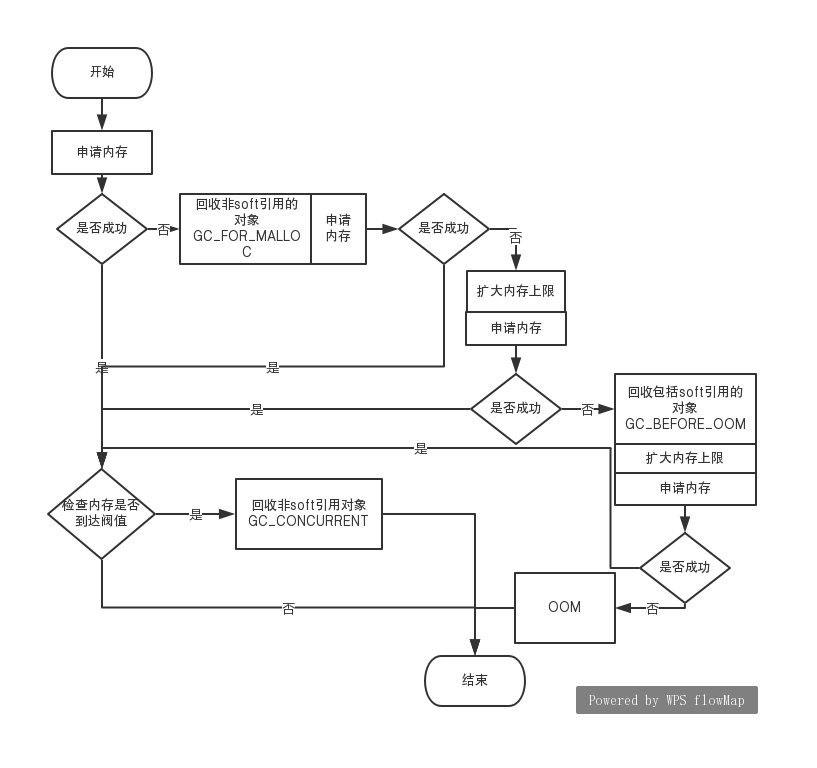 开始
申请内存
是否成功
否
回收非soft引用的
对象
GC_FOR_MALLO
C
申请
内存
是否成功
否
扩大内存上限
申请内存
是
是
是否成功
否
是
回收包括soft引用的
对象
GC_BEFORE_OOM
扩大内存上限
申请内存
是
检查内存是否
到达阀值
是
回收非soft引用对象
GC_CONCURRENT
是否成功
否
OOM
否
结束
Powered by WPS flowMap